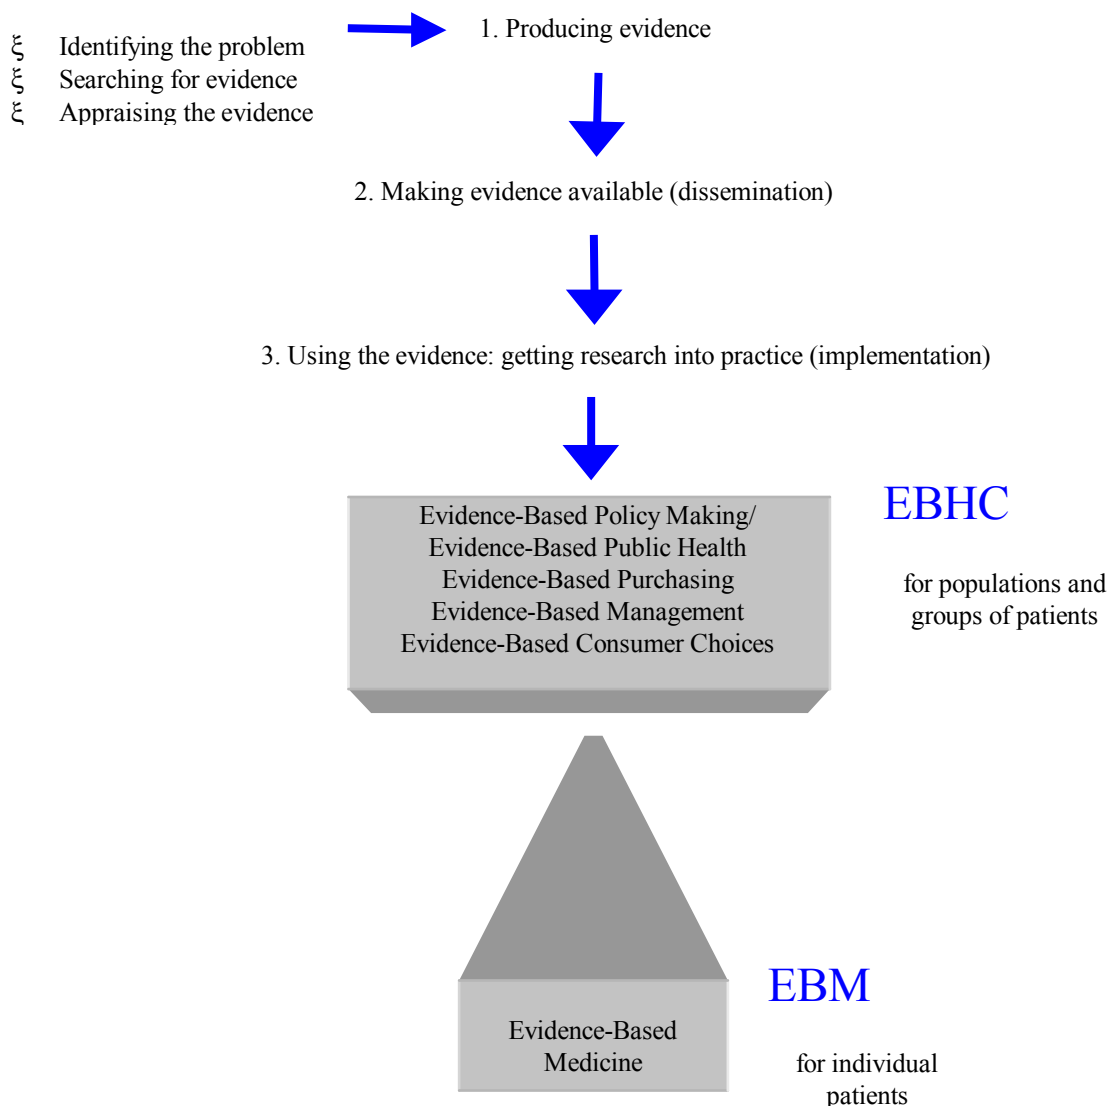 1. Producing evidence
ξ Identifying the problem
ξ Searching for evidence
ξ Appraising the evidence
2. Making evidence available (dissemination)
3. Using the evidence: getting research into practice (implementation)
Evidence-Based Policy Making/
Evidence-Based Public Health
Evidence-Based Purchasing
Evidence-Based Management
Evidence-Based Consumer Choices
EBHC
for populations and
groups of patients
Evidence-Based
Medicine
EBM
for individual
patients